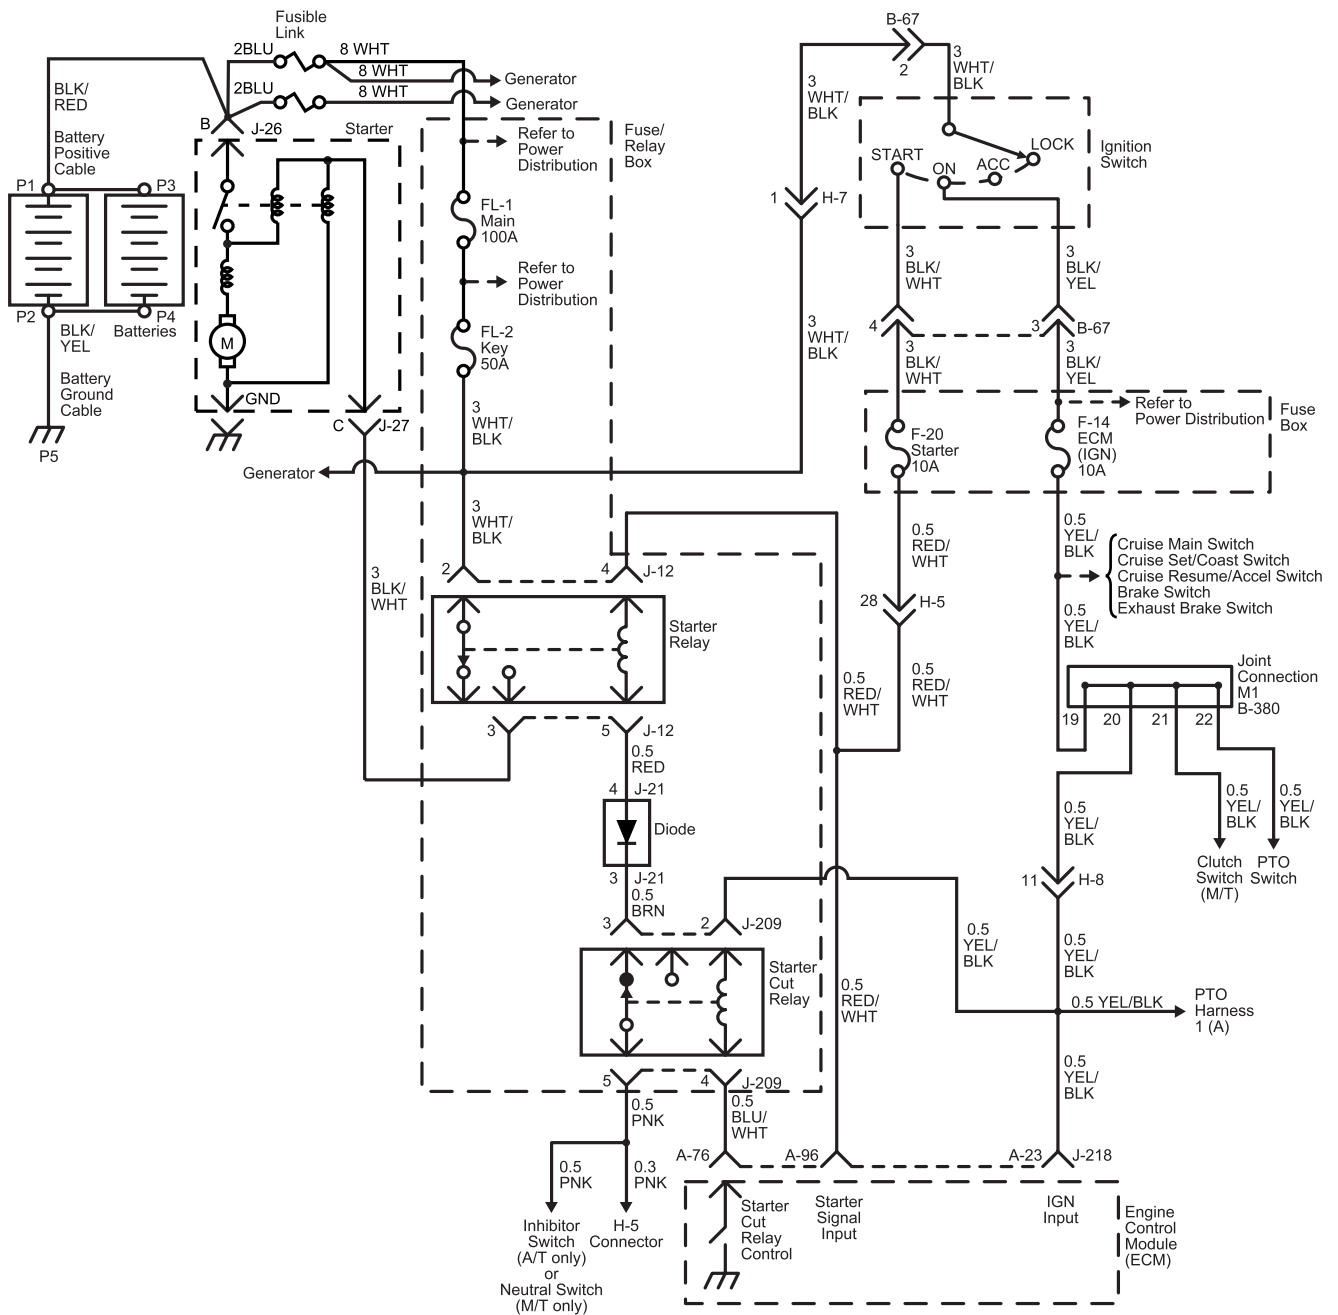 Fusible
Link
2BLU
8 WHT
8 WHT
Generator
2BLU
8 WHT
Generator
BLK/
RED
Battery
Positive
Cable
B
J-26
Starter
P1
P3
P2
P4
BLK/
YEL
Batteries
Battery
Ground
Cable
P5
M
GND
C
J-27
Generator
3
BLK/
WHT
Refer to
Power
Distribution
Fuse/
Relay
Box
FL-1
Main
100A
Refer to
Power
Distribution
FL-2
Key
50A
3
WHT/
BLK
3
WHT/
BLK
2
4
J-12
Starter
Relay
3
5
J-12
0.5
RED
4
J-21
Diode
3
J-21
0.5
BRN
3
2
J-209
Starter
Cut
Relay
5
4
J-209
0.5
PNK
0.5
BLU/
WHT
0.5
PNK
0.3
PNK
Inhibitor
Switch
(A/T only)
or
Neutral Switch
(M/T only)
H-5
Connector
B-67
2
3
WHT/
BLK
3
WHT/
BLK
1
H-7
3
WHT/
BLK
START
ON
ACC
LOCK
Ignition
Switch
3
BLK/
WHT
3
BLK/
YEL
4
3
B-67
3
BLK/
WHT
3
BLK/
YEL
Refer to
Power Distribution
Fuse
Box
F-20
Starter
10A
F-14
ECM
(IGN)
10A
0.5
RED/
WHT
28
H-5
0.5
RED/
WHT
0.5
RED/
WHT
0.5
YEL/
BLK
Cruise Main Switch
Cruise Set/Coast Switch
Cruise Resume/Accel Switch
Brake Switch
Exhaust Brake Switch
0.5
YEL/
BLK
Joint
Connection
M1
B-380
19
20
21
22
0.5
YEL/
BLK
0.5
YEL/
BLK
0.5
YEL/
BLK
Clutch
Switch
(M/T)
PTO
Switch
11
H-8
0.5
YEL/
BLK
0.5
YEL/
BLK
0.5
RED/
WHT
0.5 YEL/BLK
PTO
Harness
1 (A)
0.5
YEL/
BLK
A-76
A-96
A-23
J-218
Starter
Cut
Relay
Control
Starter
Signal
Input
IGN
Input
Engine
Control
Module
(ECM)